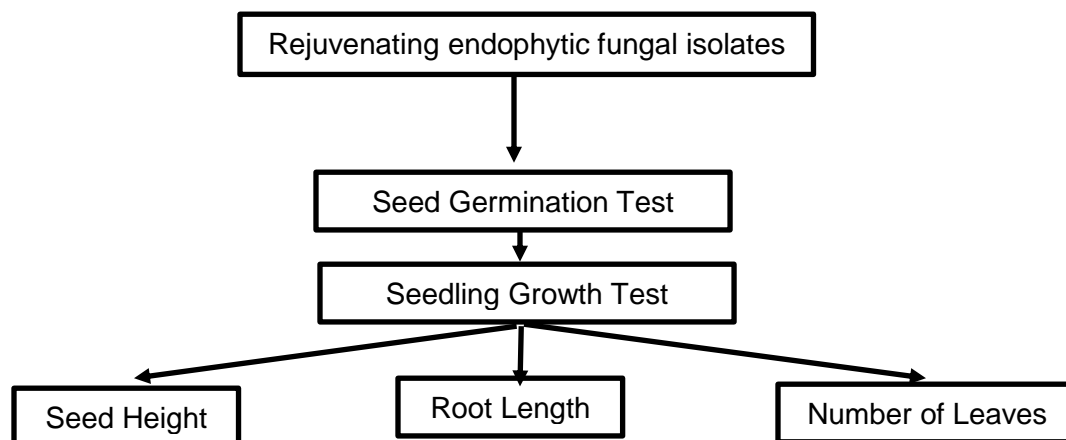 Rejuvenating endophytic fungal isolates
Seed Germination Test
Seedling Growth Test
Seed Height
Root Length
Number of Leaves